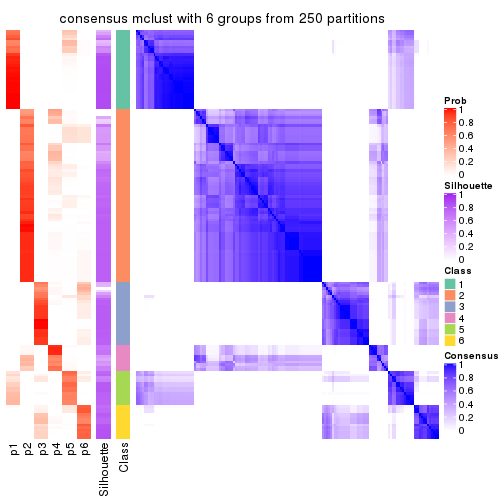 consensus mclust with 6 groups from 250 partitions
Prob
1
0.8
0.6
0.4
0.2
0
Silhouette
1
0.8
0.6
0.4
0.2
0
Class
1
2
3
4
5
6
Consensus
1
0.8
0.6
0.4
0.2
0
p1
p2
p3
p4
p5
p6
Silhouette
Class